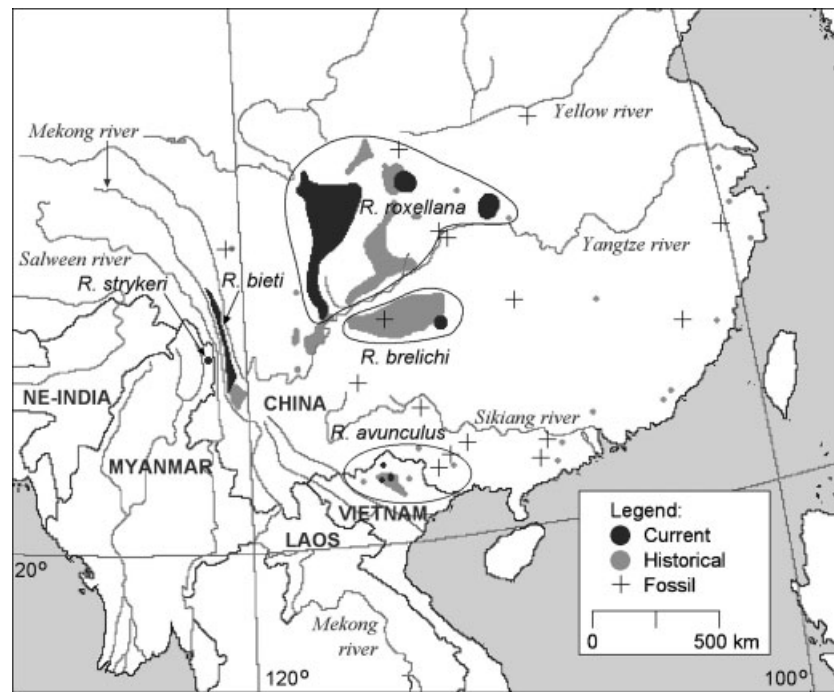 Yellow river
Mekong river
R. roxellana
Salween river
Yangtze river
R. strykeri
R. bieti
R. brelichi
NE-INDIA
CHINA
Sikiang river
R. avunculus
MYANMAR
VIETNAM
LAOS
Legend:
Current
Historical
Fossil
0 500 km
20°
Mekong
river
120°
100°